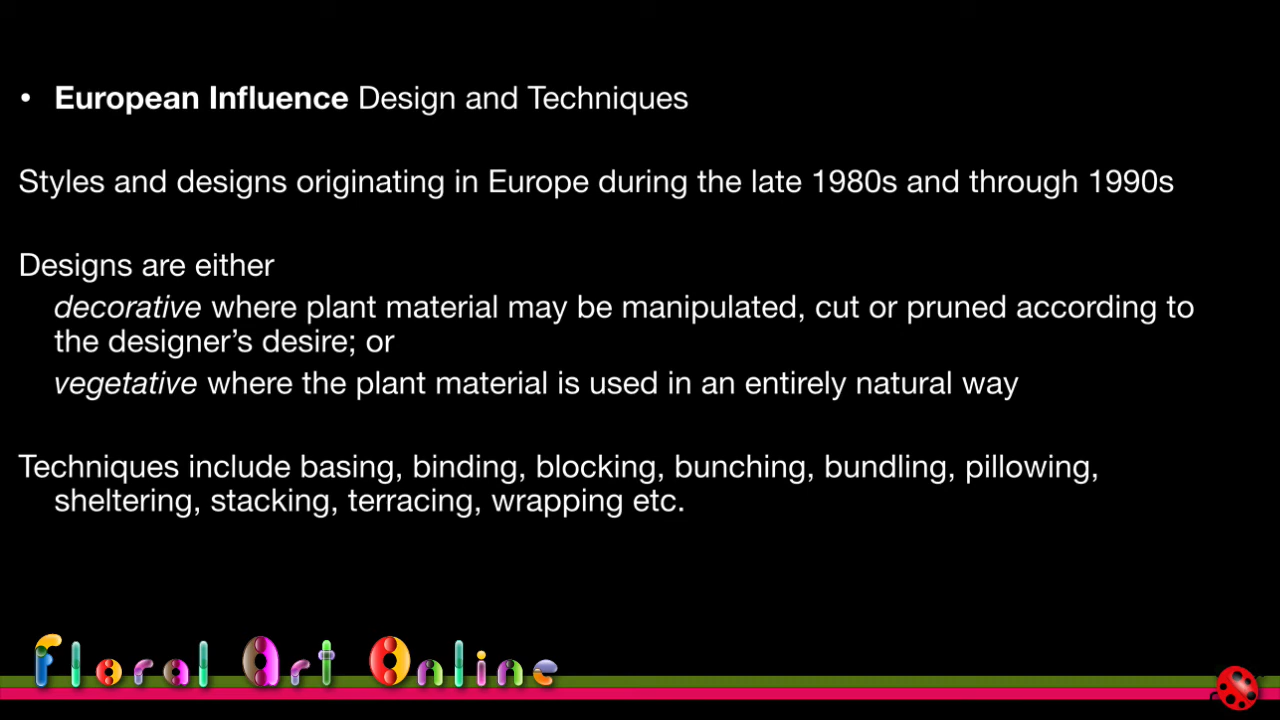 • European Influence Design and Techniques
Styles and designs originating in Europe during the late 1980s and through 1990s
Designs are either
decorative where plant material may be manipulated, cut or pruned according to
the designer’s desire; or
vegetative where the plant material is used in an entirely natural way
Techniques include basing, binding, blocking, bunching, bundling, pillowing,
sheltering, stacking, terracing, wrapping etc.
Floral Art Online